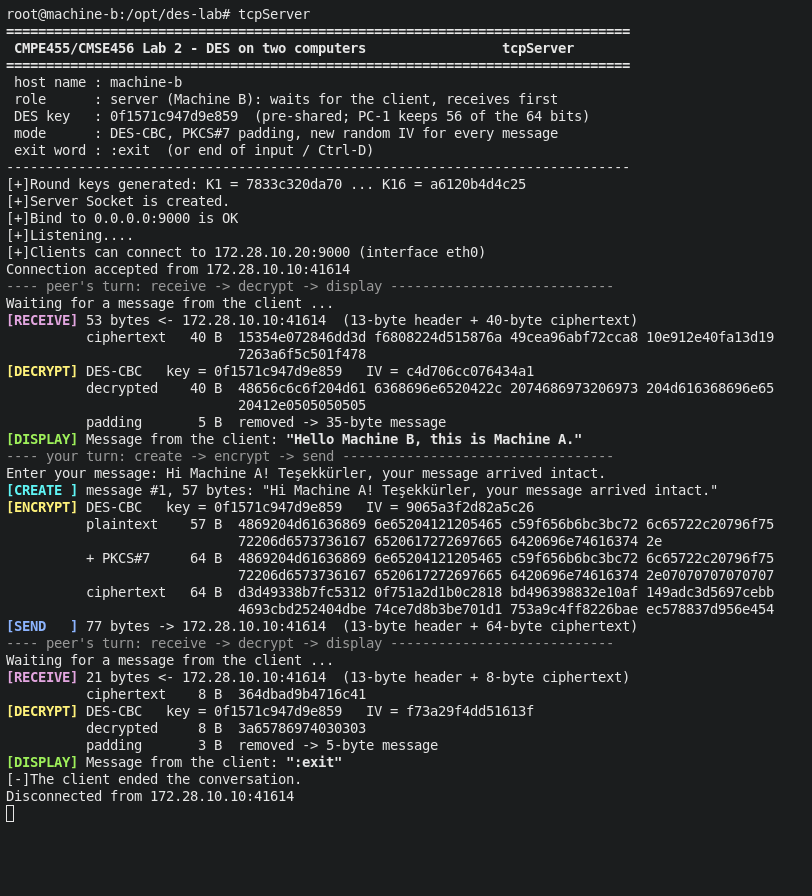 root@machine-b:/opt/des-lab# tcpServer
==============================================================================
 CMPE455/CMSE456 Lab 2 - DES on two computers                 tcpServer
==============================================================================
 host name : machine-b
 role      : server (Machine B): waits for the client, receives first
 DES key   : 0f1571c947d9e859  (pre-shared; PC-1 keeps 56 of the 64 bits)
 mode      : DES-CBC, PKCS#7 padding, new random IV for every message
 exit word : :exit  (or end of input / Ctrl-D)
------------------------------------------------------------------------------
[+]Round keys generated: K1 = 7833c320da70 ... K16 = a6120b4d4c25
[+]Server Socket is created.
[+]Bind to 0.0.0.0:9000 is OK
[+]Listening....
[+]Clients can connect to 172.28.10.20:9000 (interface eth0)
Connection accepted from 172.28.10.10:41614
---- peer's turn: receive -> decrypt -> display ----------------------------
Waiting for a message from the client ...
[RECEIVE] 53 bytes <- 172.28.10.10:41614  (13-byte header + 40-byte ciphertext)
          ciphertext   40 B  15354e072846dd3d f6808224d515876a 49cea96abf72cca8 10e912e40fa13d19
                             7263a6f5c501f478
[DECRYPT] DES-CBC   key = 0f1571c947d9e859   IV = c4d706cc076434a1
          decrypted    40 B  48656c6c6f204d61 6368696e6520422c 2074686973206973 204d616368696e65
                             20412e0505050505
          padding       5 B  removed -> 35-byte message
[DISPLAY] Message from the client: "Hello Machine B, this is Machine A."
---- your turn: create -> encrypt -> send ----------------------------------
Enter your message: Hi Machine A! Teşekkürler, your message arrived intact.
[CREATE ] message #1, 57 bytes: "Hi Machine A! Teşekkürler, your message arrived intact."
[ENCRYPT] DES-CBC   key = 0f1571c947d9e859   IV = 9065a3f2d82a5c26
          plaintext    57 B  4869204d61636869 6e65204121205465 c59f656b6bc3bc72 6c65722c20796f75
                             72206d6573736167 6520617272697665 6420696e74616374 2e
          + PKCS#7     64 B  4869204d61636869 6e65204121205465 c59f656b6bc3bc72 6c65722c20796f75
                             72206d6573736167 6520617272697665 6420696e74616374 2e07070707070707
          ciphertext   64 B  d3d49338b7fc5312 0f751a2d1b0c2818 bd496398832e10af 149adc3d5697cebb
                             4693cbd252404dbe 74ce7d8b3be701d1 753a9c4ff8226bae ec578837d956e454
[SEND   ] 77 bytes -> 172.28.10.10:41614  (13-byte header + 64-byte ciphertext)
---- peer's turn: receive -> decrypt -> display ----------------------------
Waiting for a message from the client ...
[RECEIVE] 21 bytes <- 172.28.10.10:41614  (13-byte header + 8-byte ciphertext)
          ciphertext    8 B  364dbad9b4716c41
[DECRYPT] DES-CBC   key = 0f1571c947d9e859   IV = f73a29f4dd51613f
          decrypted     8 B  3a65786974030303
          padding       3 B  removed -> 5-byte message
[DISPLAY] Message from the client: ":exit"
[-]The client ended the conversation.
Disconnected from 172.28.10.10:41614